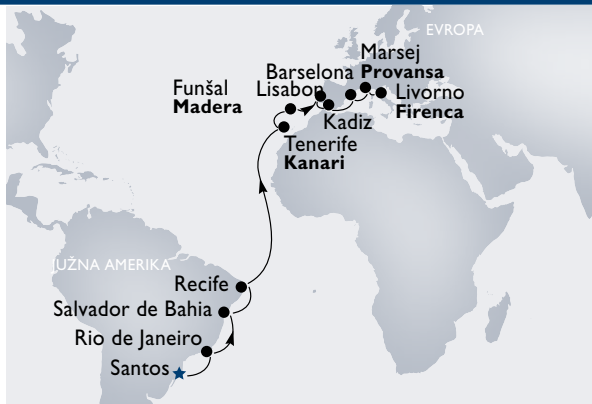 EVROPA
Marsej
Provansa
Barselona
Lisabon
Livorno
Firenca
Funšal
Madera
Kadiz
Tenerife
Kanari
JUŽNA AMERIKA
Recife
Salvador de Bahia
Rio de Janeiro
Santos